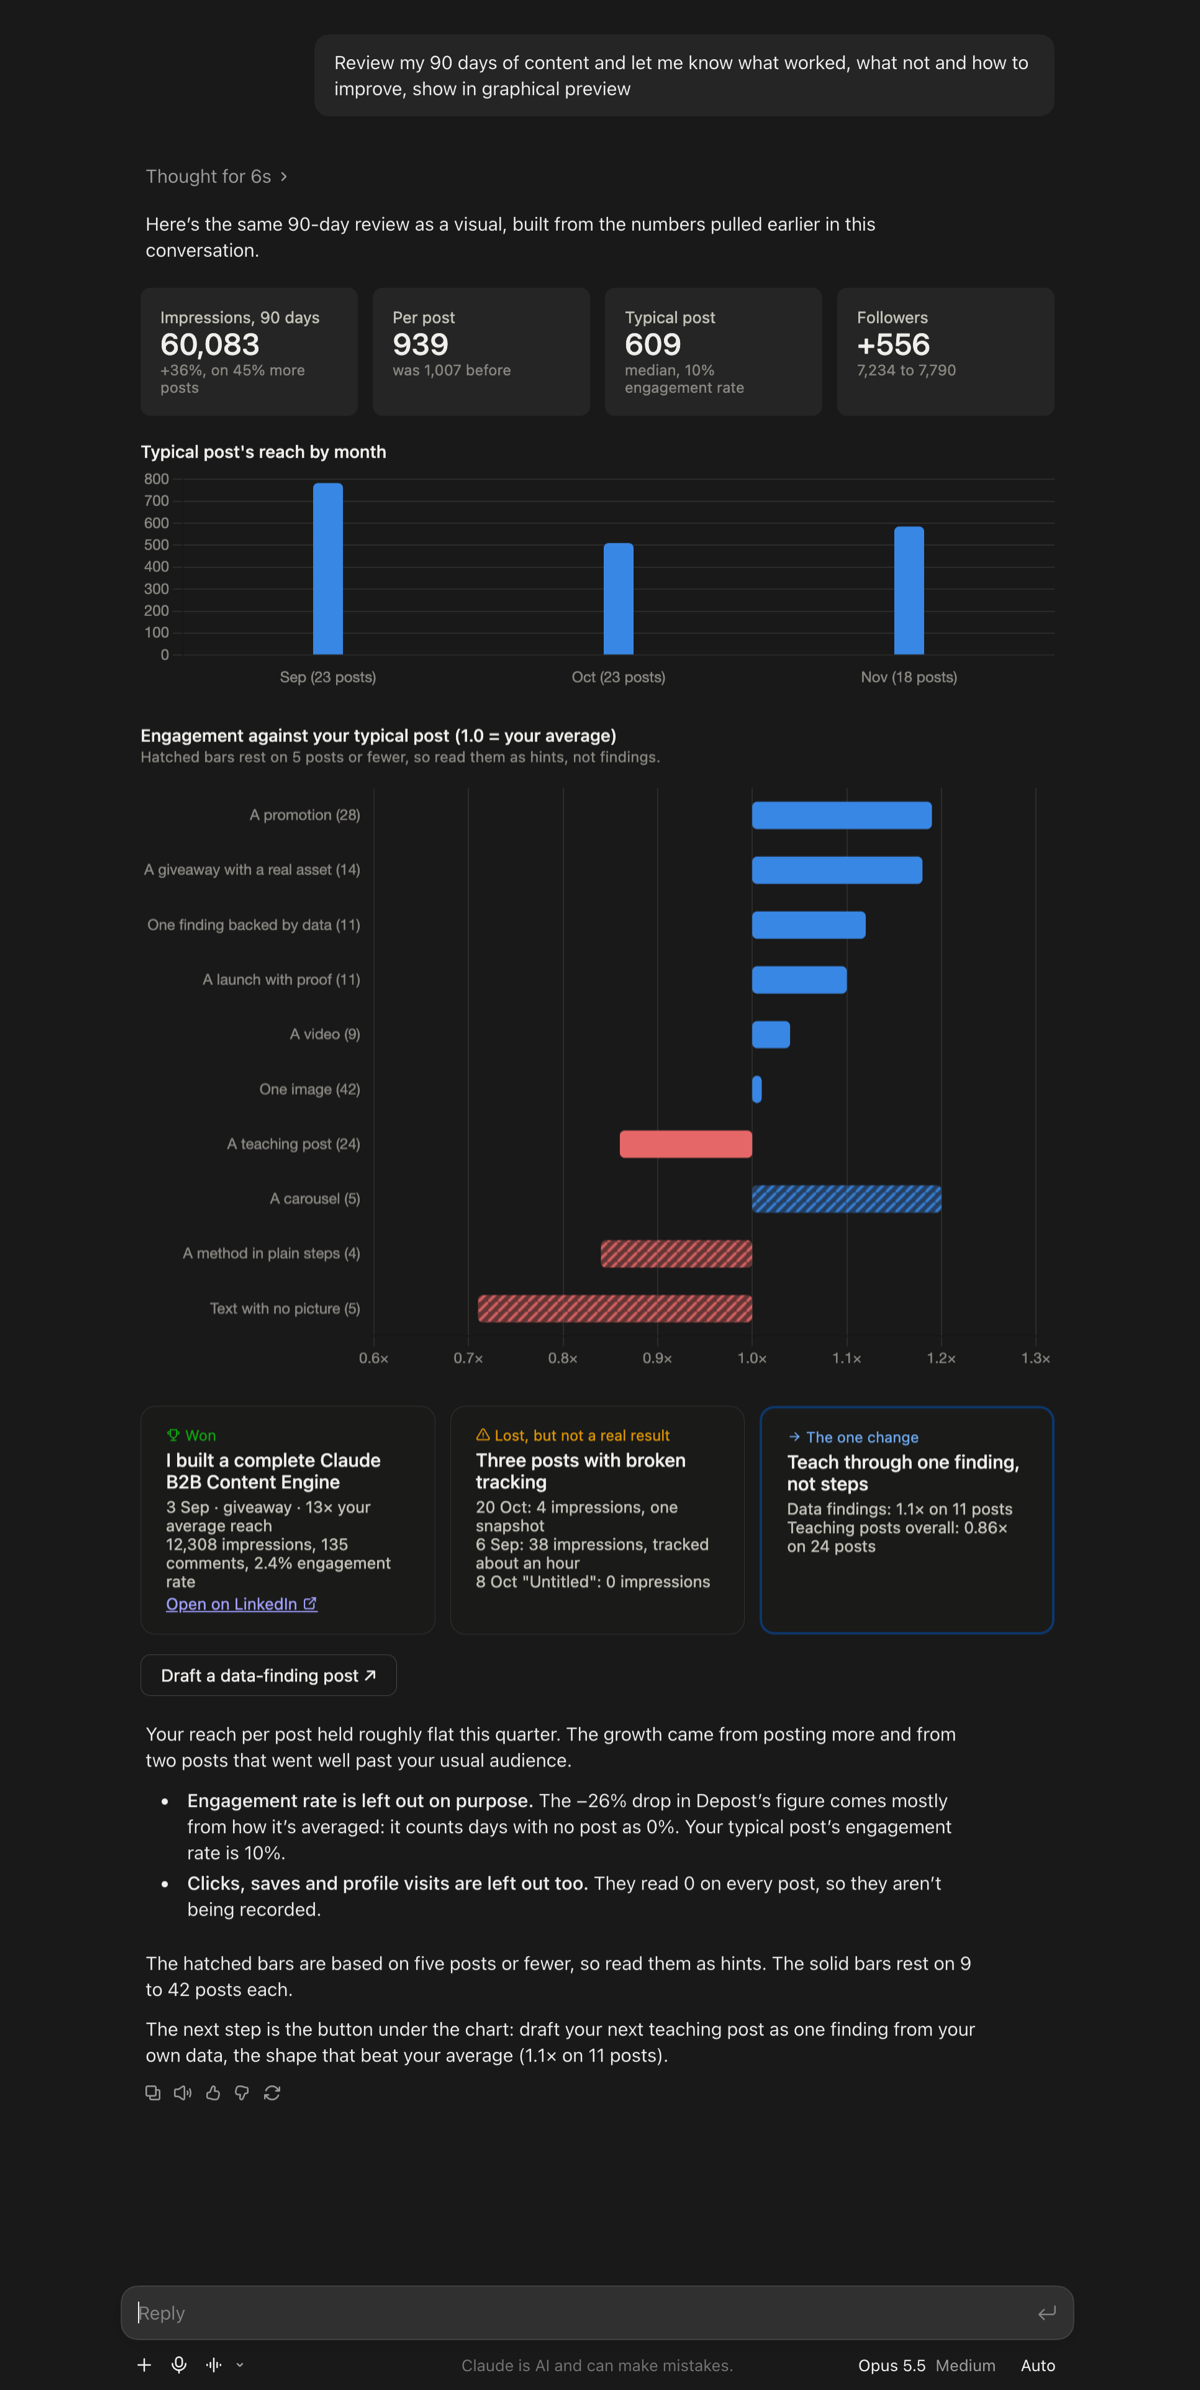 Review my 90 days of content and let me know what worked, what not and how to
improve, show in graphical preview
Thought for 6s
Here's the same 90-day review as a visual, built from the numbers pulled earlier in this
conversation.
Impressions, 90 days
60,083
+36%, on 45% more
posts
Per post
939
was 1,007 before
Typical post
609
median, 10%
engagement rate
Followers
+556
7,234 to 7,790
Typical post's reach by month
800
700
600
500
400
300
200
100
0
Sep (23 posts)
Oct (23 posts)
Nov (18 posts)
Engagement against your typical post (1.0 = your average)
Hatched bars rest on 5 posts or fewer, so read them as hints, not findings.
A promotion (28)
A giveaway with a real asset (14)
One finding backed by data (11)
A launch with proof (11)
A video (9)
One image (42)
A teaching post (24)
A carousel (5)
A method in plain steps (4)
Text with no picture (5)
0.6×
0.7×
0.8×
0.9×
1.0×
1.1×
1.2×
1.3×
Won
I built a complete Claude
B2B Content Engine
3 Sep · giveaway · 13× your
average reach
12,308 impressions, 135
comments, 2.4% engagement
rate
Open on LinkedIn
Lost, but not a real result
Three posts with broken
tracking
20 Oct: 4 impressions, one
snapshot
6 Sep: 38 impressions, tracked
about an hour
8 Oct "Untitled": 0 impressions
The one change
Teach through one finding,
not steps
Data findings: 1.1× on 11 posts
Teaching posts overall: 0.86×
on 24 posts
Draft a data-finding post ↗
Your reach per post held roughly flat this quarter. The growth came from posting more and from
two posts that went well past your usual audience.
• Engagement rate is left out on purpose. The −26% drop in Depost's figure comes mostly
from how it's averaged: it counts days with no post as 0%. Your typical post's engagement
rate is 10%.
• Clicks, saves and profile visits are left out too. They read 0 on every post, so they aren't
being recorded.
The hatched bars are based on five posts or fewer, so read them as hints. The solid bars rest on 9
to 42 posts each.
The next step is the button under the chart: draft your next teaching post as one finding from your
own data, the shape that beat your average (1.1× on 11 posts).
Reply
Claude is AI and can make mistakes.
Opus 5.5 Medium
Auto